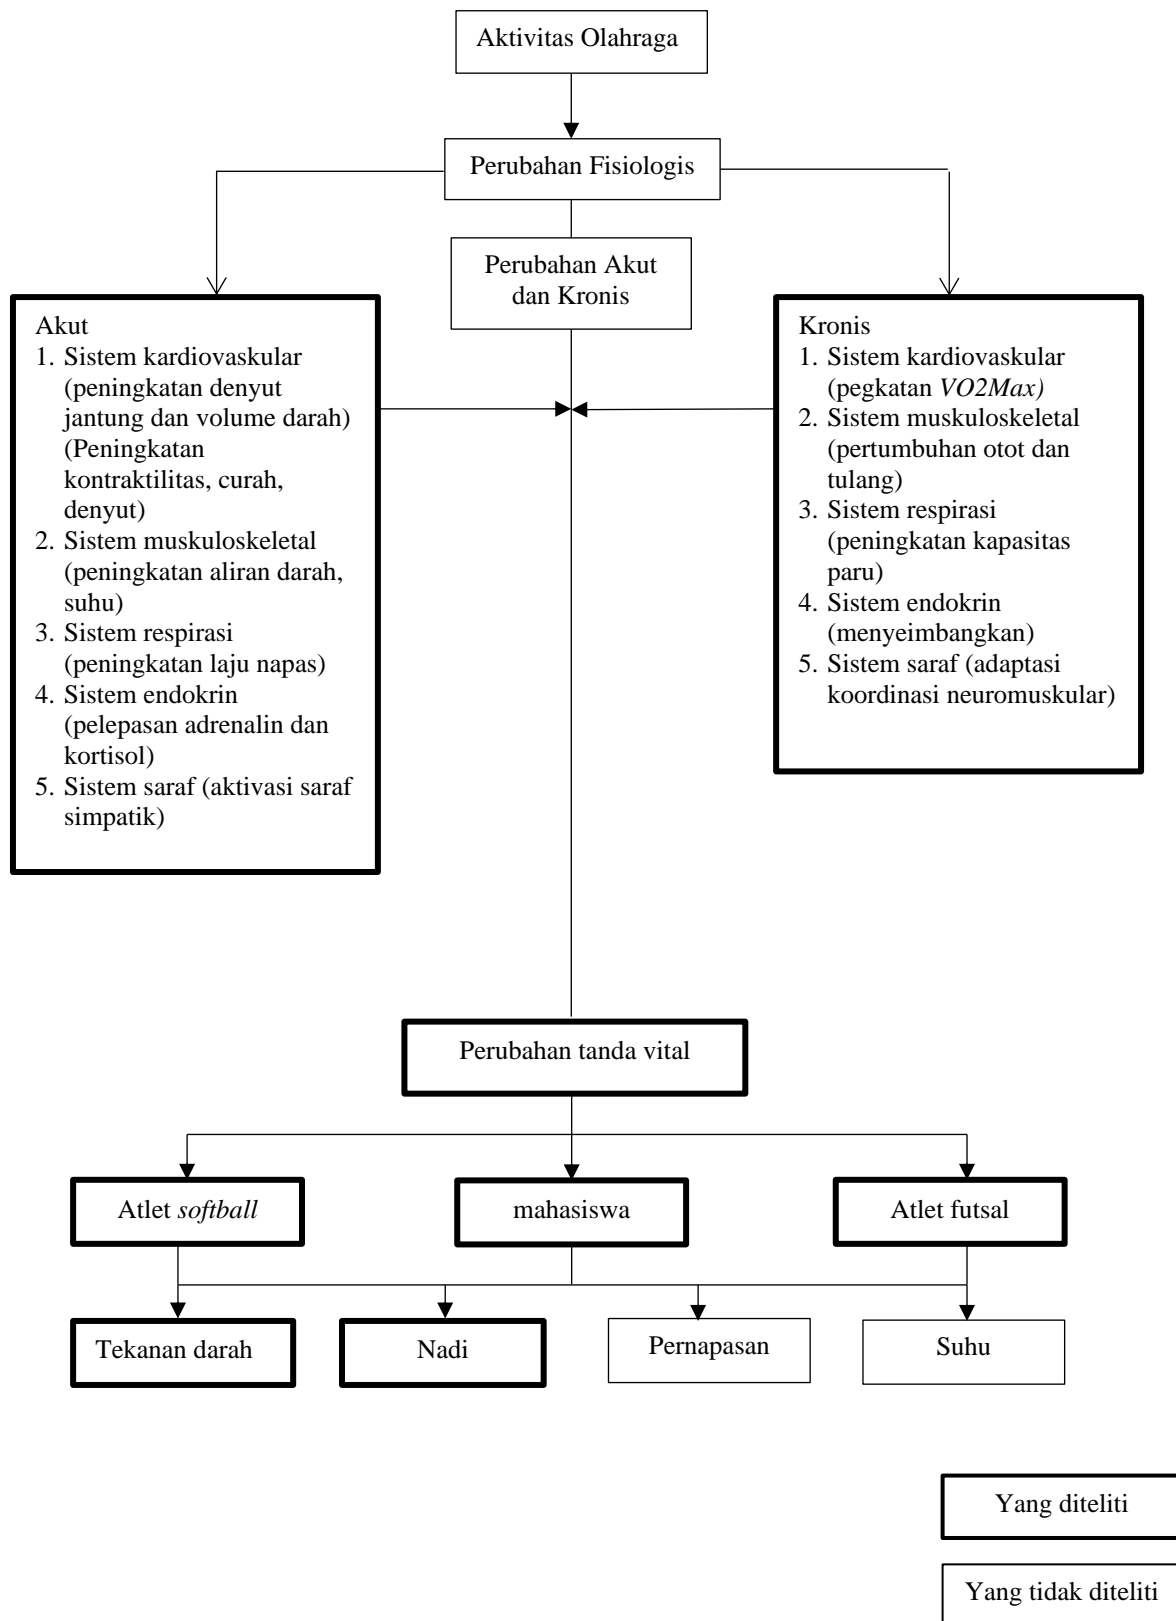 Aktivitas Olahraga
Perubahan Fisiologis
Perubahan Akut
dan Kronis
Akut
1. Sistem kardiovaskular
(peningkatan denyut
jantung dan volume darah)
(Peningkatan
kontraktilitas, curah,
denyut)
2. Sistem muskuloskeletal
(peningkatan aliran darah,
suhu)
3. Sistem respirasi
(peningkatan laju napas)
4. Sistem endokrin
(pelepasan adrenalin dan
kortisol)
5. Sistem saraf (aktivasi saraf
simpatik)
Kronis
1. Sistem kardiovaskular
(pegkatan VO2Max)
2. Sistem muskuloskeletal
(pertumbuhan otot dan
tulang)
3. Sistem respirasi
(peningkatan kapasitas
paru)
4. Sistem endokrin
(menyeimbangkan)
5. Sistem saraf (adaptasi
koordinasi neuromuskular)
Perubahan tanda vital
Atlet softball
mahasiswa
Atlet futsal
Tekanan darah
Nadi
Pernapasan
Suhu
Yang diteliti
Yang tidak diteliti